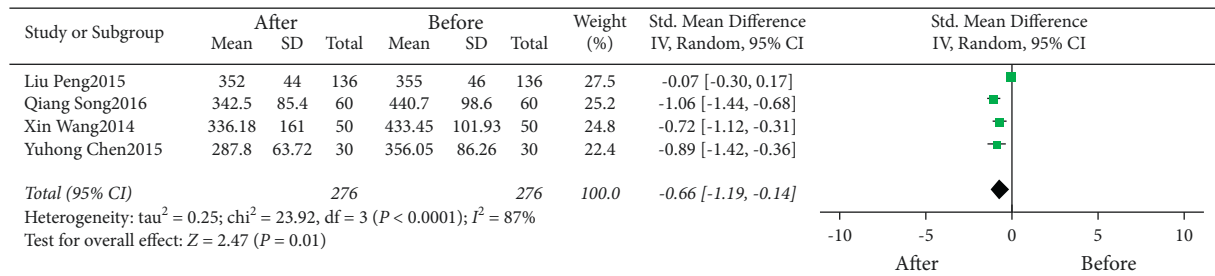 Study or Subgroup After Before Weight (%) Std. Mean Difference IV, Random, 95% CI Std. Mean Difference IV, Random, 95% CI
Mean SD Total Mean SD Total
Liu Peng2015 352 44 136 355 46 136 27.5 -0.07 [-0.30, 0.17]
Qiang Song2016 342.5 85.4 60 440.7 98.6 60 25.2 -1.06 [-1.44, -0.68]
Xin Wang2014 336.18 161 50 433.45 101.93 50 24.8 -0.72 [-1.12, -0.31]
Yuhong Chen2015 287.8 63.72 30 356.05 86.26 30 22.4 -0.89 [-1.42, -0.36]
Total (95% CI) 276 276 100.0 -0.66 [-1.19, -0.14]
Heterogeneity: tau² = 0.25; chi² = 23.92, df = 3 (P < 0.0001); I² = 87%
Test for overall effect: Z = 2.47 (P = 0.01)
-10 -5 0 5 10
After Before